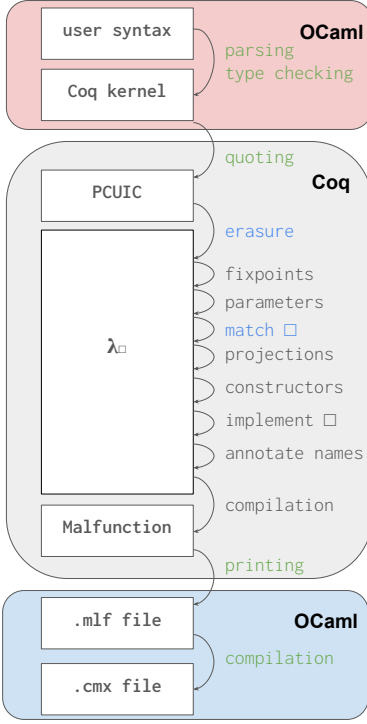 user syntax
OCaml
parsing
type checking
Coq kernel
quoting
Coq
PCUIC
erasure
fixpoints
parameters
match □
λ□
projections
constructors
implement □
annotate names
compilation
Malfunction
printing
.mlf file
OCaml
compilation
.cmx file